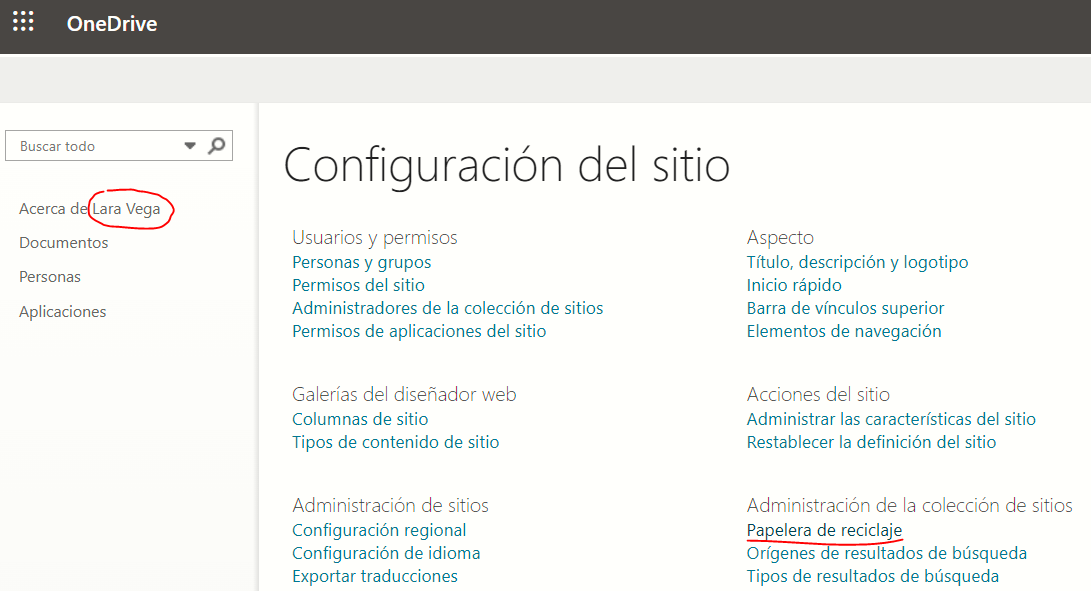 OneDrive
Buscar todo
Acerca de Lara Vega
Documentos
Personas
Aplicaciones
Configuración del sitio
Usuarios y permisos
Personas y grupos
Permisos del sitio
Administradores de la colección de sitios
Permisos de aplicaciones del sitio
Aspecto
Título, descripción y logotipo
Inicio rápido
Barra de vínculos superior
Elementos de navegación
Galerías del diseñador web
Columnas de sitio
Tipos de contenido de sitio
Acciones del sitio
Administrar las características del sitio
Restablecer la definición del sitio
Administración de sitios
Configuración regional
Configuración de idioma
Exportar traducciones
Administración de la colección de sitios
Papelera de reciclaje
Orígenes de resultados de búsqueda
Tipos de resultados de búsqueda